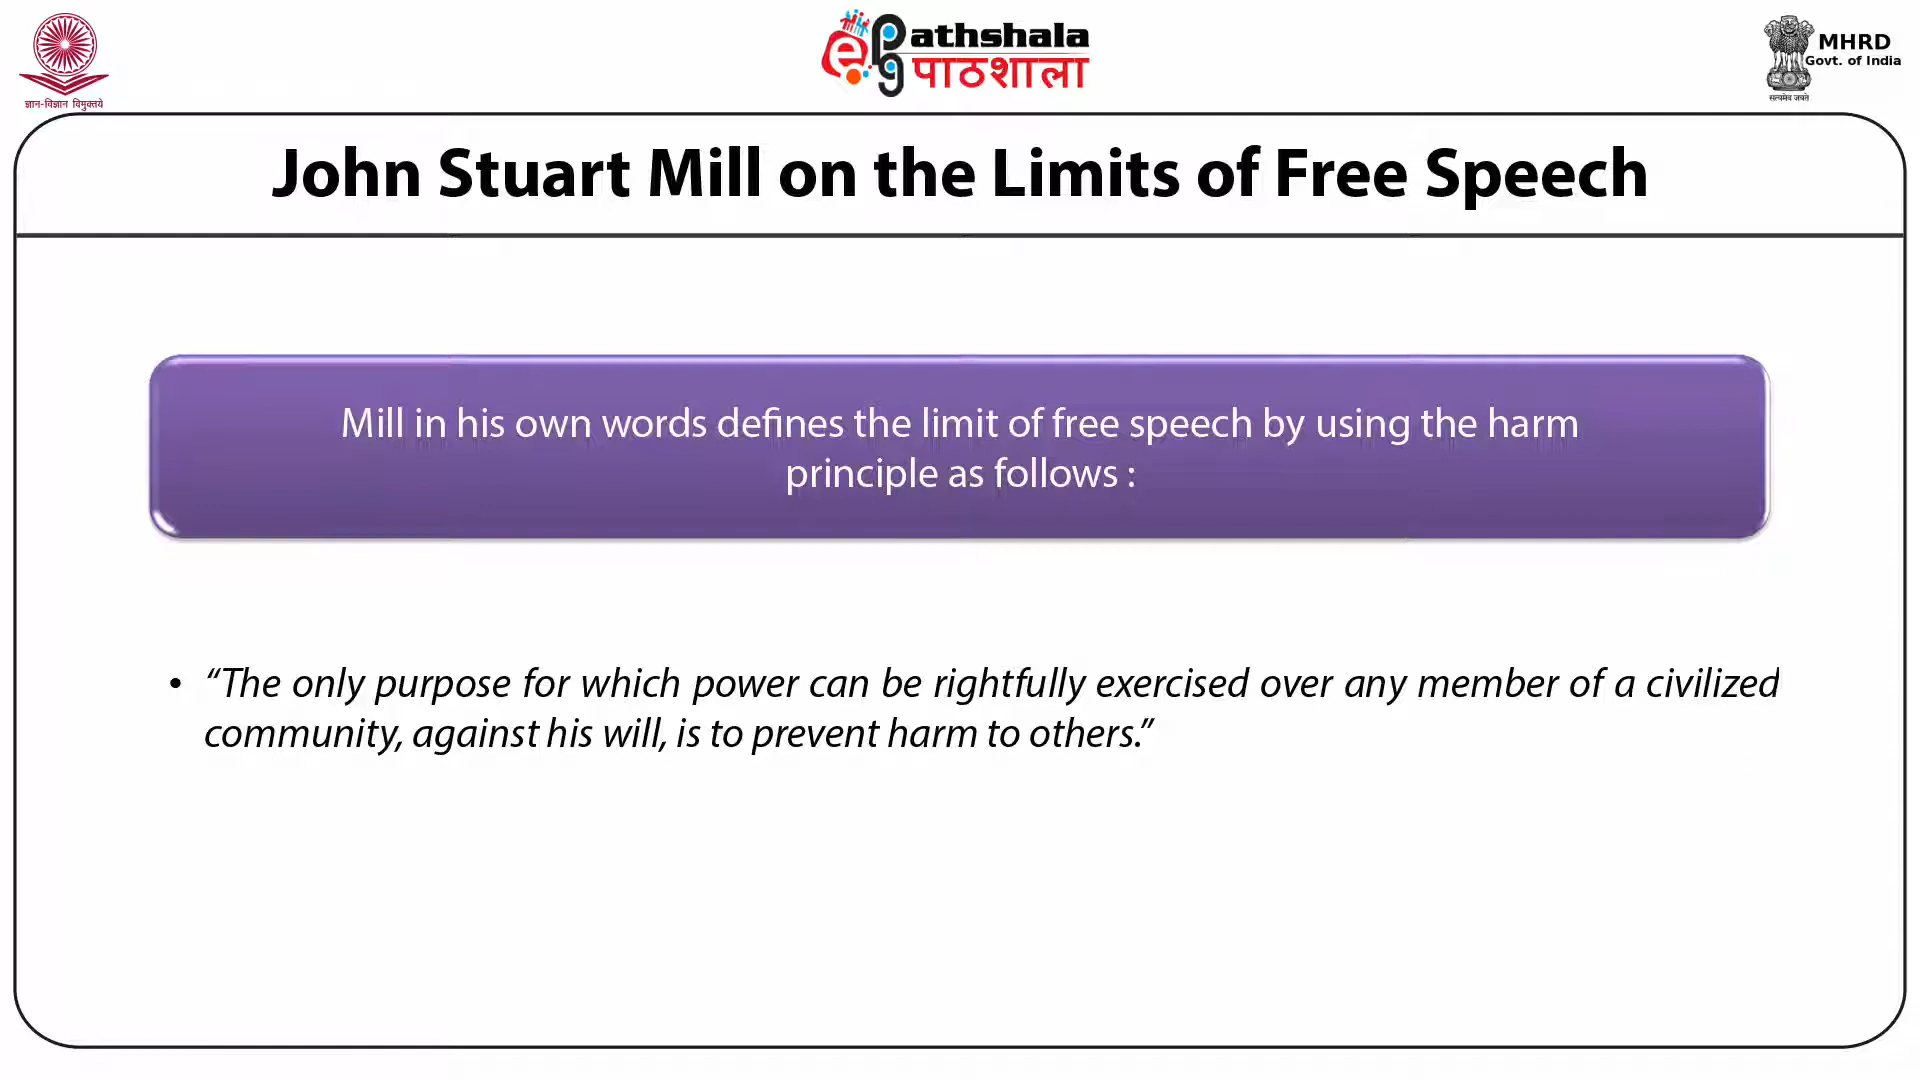 ज्ञान-विज्ञान विमुक्तये
ePathshala
पाठशाला
MHRD
Govt. of India
सत्यमेव जयते
John Stuart Mill on the Limits of Free Speech
Mill in his own words defines the limit of free speech by using the harm
principle as follows :
• “The only purpose for which power can be rightfully exercised over any member of a civilized
community, against his will, is to prevent harm to others.”